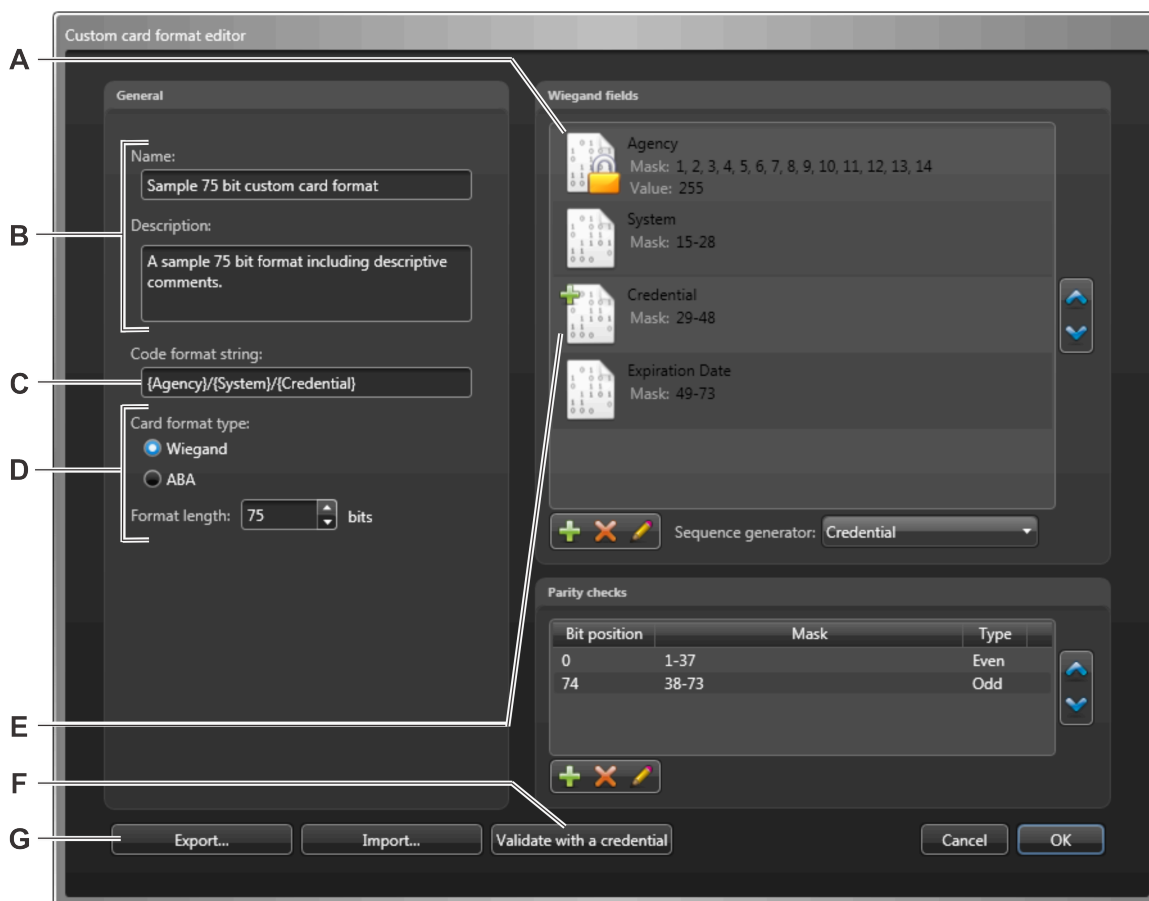 Custom card format editor
A
B
C
D
E
F
G
General
Name:
Sample 75 bit custom card format
Description:
A sample 75 bit format including descriptive
comments.
Code format string:
{Agency}/{System}/{Credential}
Card format type:
Wiegand
ABA
Format length: 75 bits
Wiegand fields
Agency
Mask: 1, 2, 3, 4, 5, 6, 7, 8, 9, 10, 11, 12, 13, 14
Value: 255
System
Mask: 15-28
Credential
Mask: 29-48
Expiration Date
Mask: 49-73
Sequence generator: Credential
Parity checks
Bit position Mask Type
0 1-37 Even
74 38-73 Odd
Export... Import... Validate with a credential Cancel OK